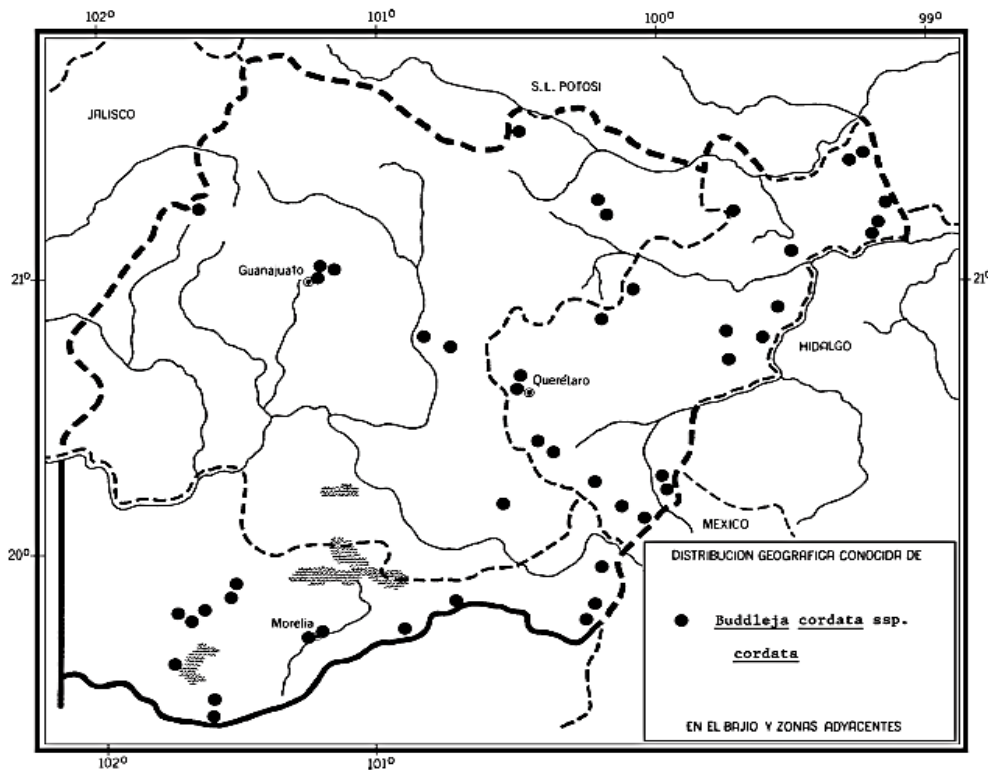 102º 101º 100º 99º
S.L. POTOSI
JALISCO
Guanajuato
21º 21º
HIDALGO
Querétaro
MEXICO
20º
DISTRIBUCION GEOGRAFICA CONOCIDA DE
Buddleja cordata ssp.
cordata
Morelia
EN EL BAJIO Y ZONAS ADYACENTES
102º 101º